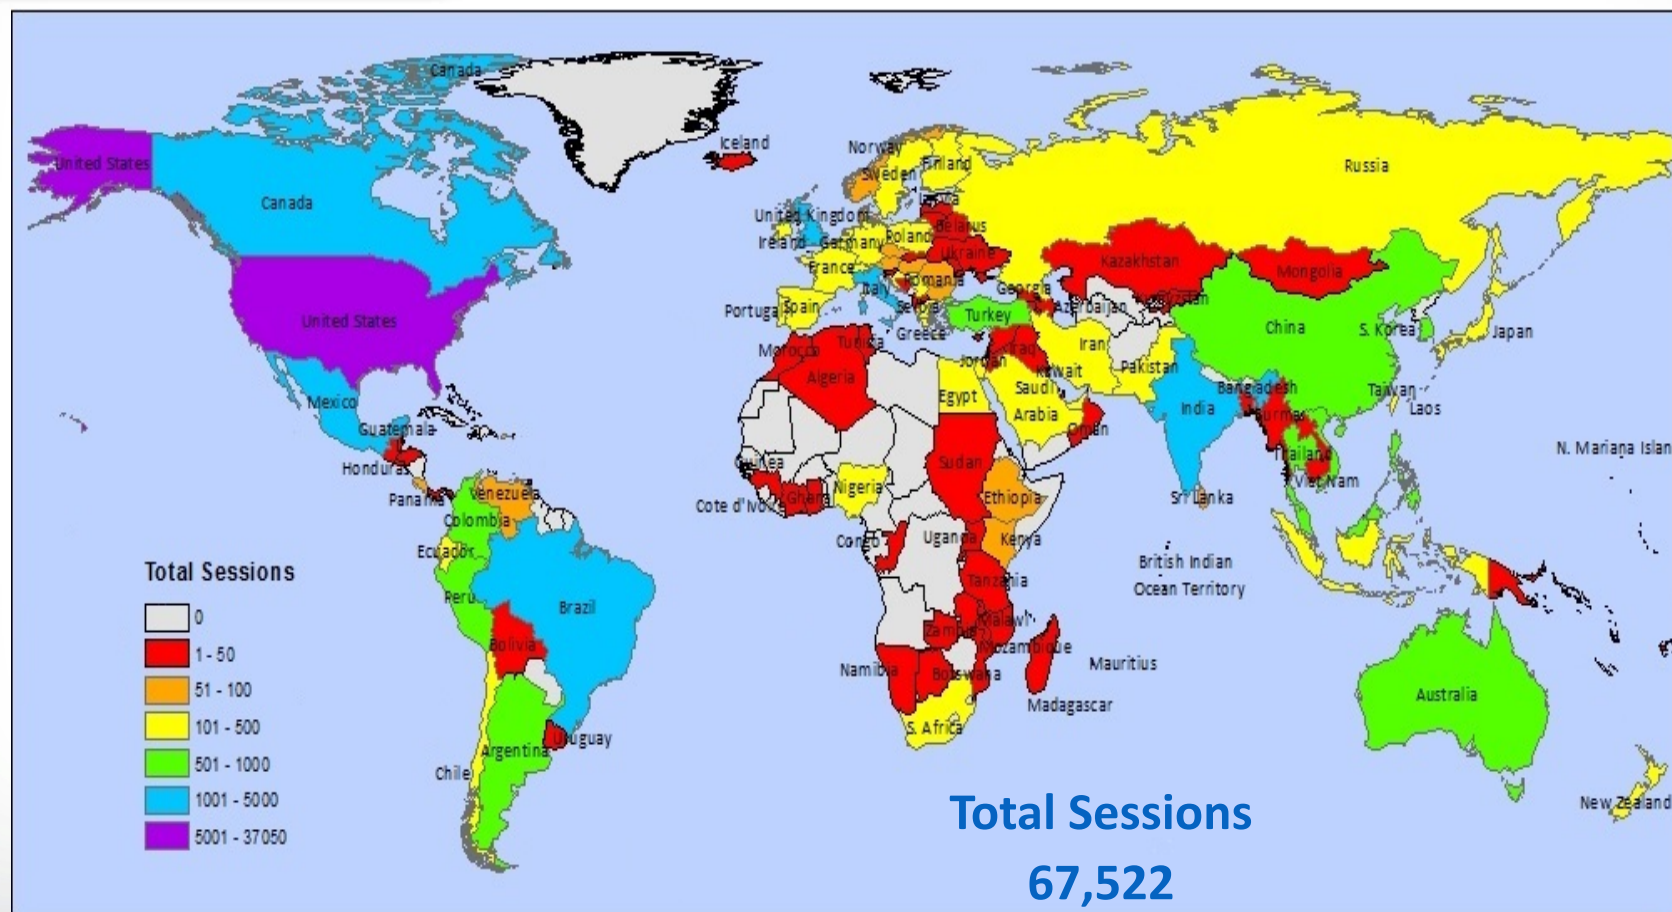 Canada
Iceland
United States
Canada
United States
Mexico
Guatemala
Honduras
Panama
Venezuela
Colombia
Ecuador
Peru
Brazil
Bolivia
Uruguay
Argentina
Chile
Norway
Sweden
Finland
Latvia
United Kingdom
Ireland
Germany
Poland
Belarus
Ukraine
France
Italy
Romania
Serbia
Portugal
Spain
Greece
Turkey
Georgia
Azerbaijan
Kazakhstan
Kyrgyzstan
Mongolia
Russia
China
S. Korea
Japan
Morocco
Tunisia
Algeria
Egypt
Jordan
Iraq
Kuwait
Iran
Pakistan
Saudi
Arabia
Oman
India
Bangladesh
Burma
Taiwan
Laos
Thailand
Viet Nam
Sri Lanka
N. Mariana Islan
Guinea
Cote d'Ivoire
Ghana
Nigeria
Sudan
Ethiopia
Congo
Uganda
Kenya
Tanzania
Malawi
Zambia
Mozambique
Namibia
Botswana
S. Africa
Mauritius
Madagascar
British Indian
Ocean Territory
Australia
New Zealand
Total Sessions
0
1 - 50
51 - 100
101 - 500
501 - 1000
1001 - 5000
5001 - 37050
Total Sessions
67,522